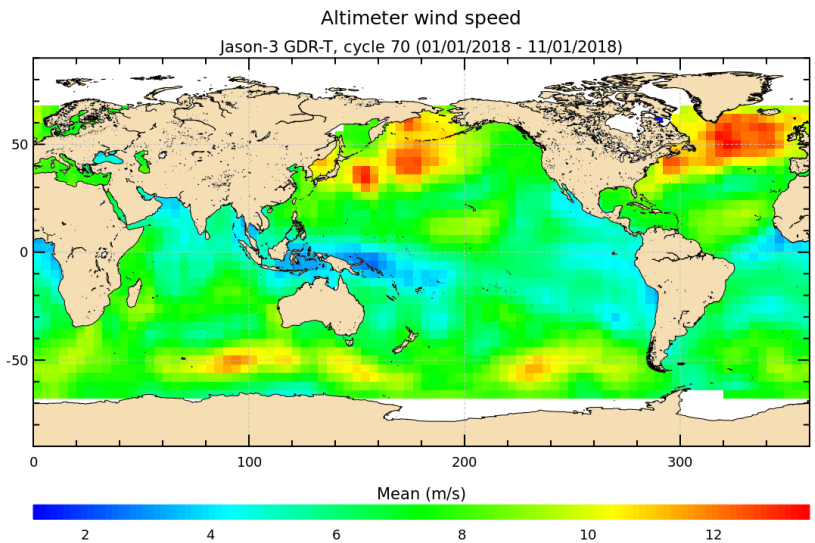 Altimeter wind speed
Jason-3 GDR-T, cycle 70 (01/01/2018 - 11/01/2018)
50
0
-50
0 100 200 300
Mean (m/s)
2 4 6 8 10 12